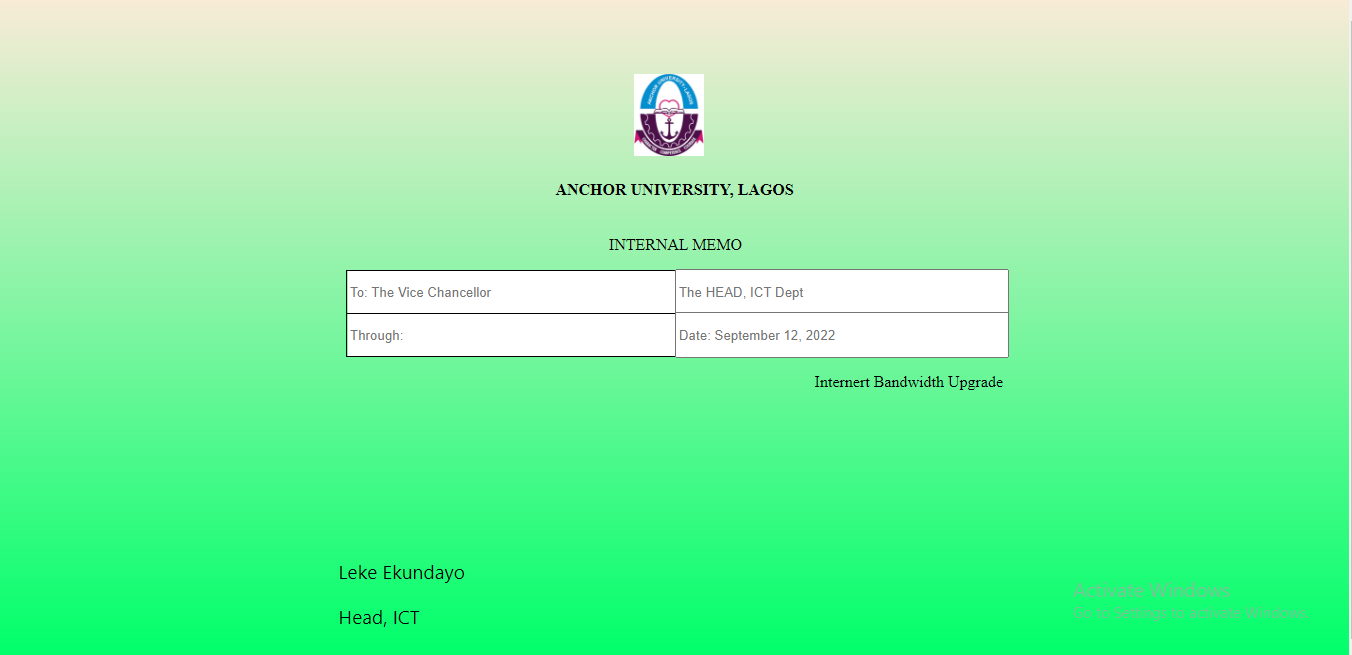 ANCHOR UNIVERSITY, LAGOS
INTERNAL MEMO
To: The Vice Chancellor
The HEAD, ICT Dept
Through:
Date: September 12, 2022
Internert Bandwidth Upgrade
Leke Ekundayo
Head, ICT
Activate Windows
Go to Settings to activate Windows.